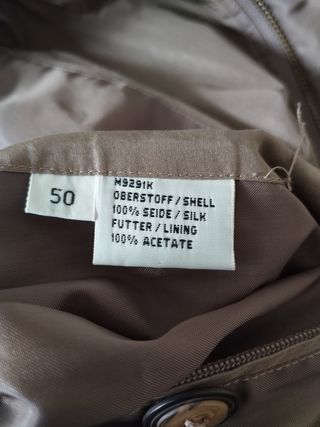 50
M9291K
OBERSTOFF / SHELL
100% SEIDE / SILK
FUTTER / LINING
100% ACETATE